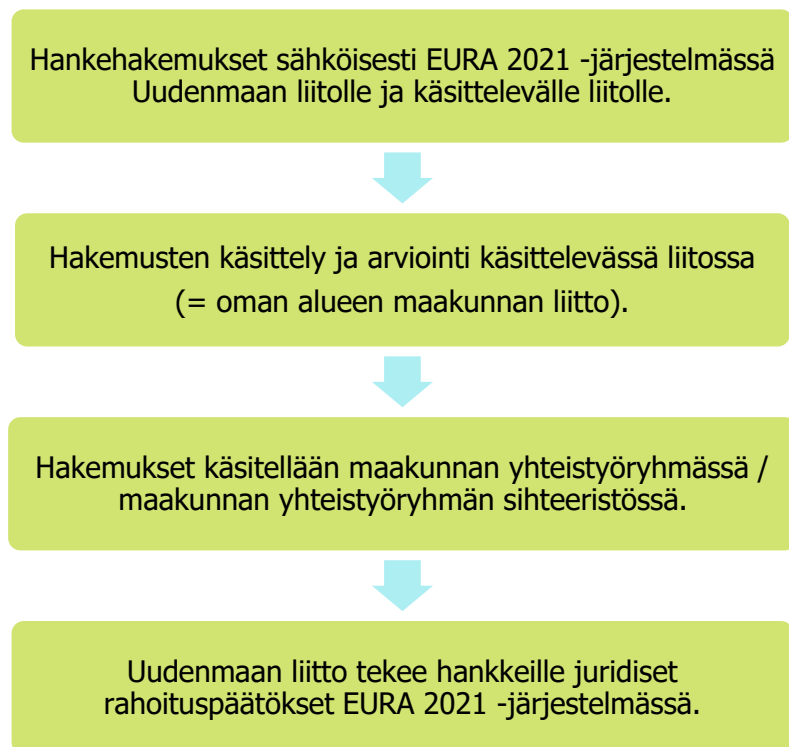 Hankehakemukset sähköisesti EURA 2021 -järjestelmässä
Uudenmaan liitolle ja käsittelevälle liitolle.
Hakemusten käsittely ja arviointi käsittelevässä liitossa
(= oman alueen maakunnan liitto).
Hakemukset käsitellään maakunnan yhteistyöryhmässä /
maakunnan yhteistyöryhmän sihteeristössä.
Uudenmaan liitto tekee hankkeille juridiset
rahoituspäätökset EURA 2021 -järjestelmässä.